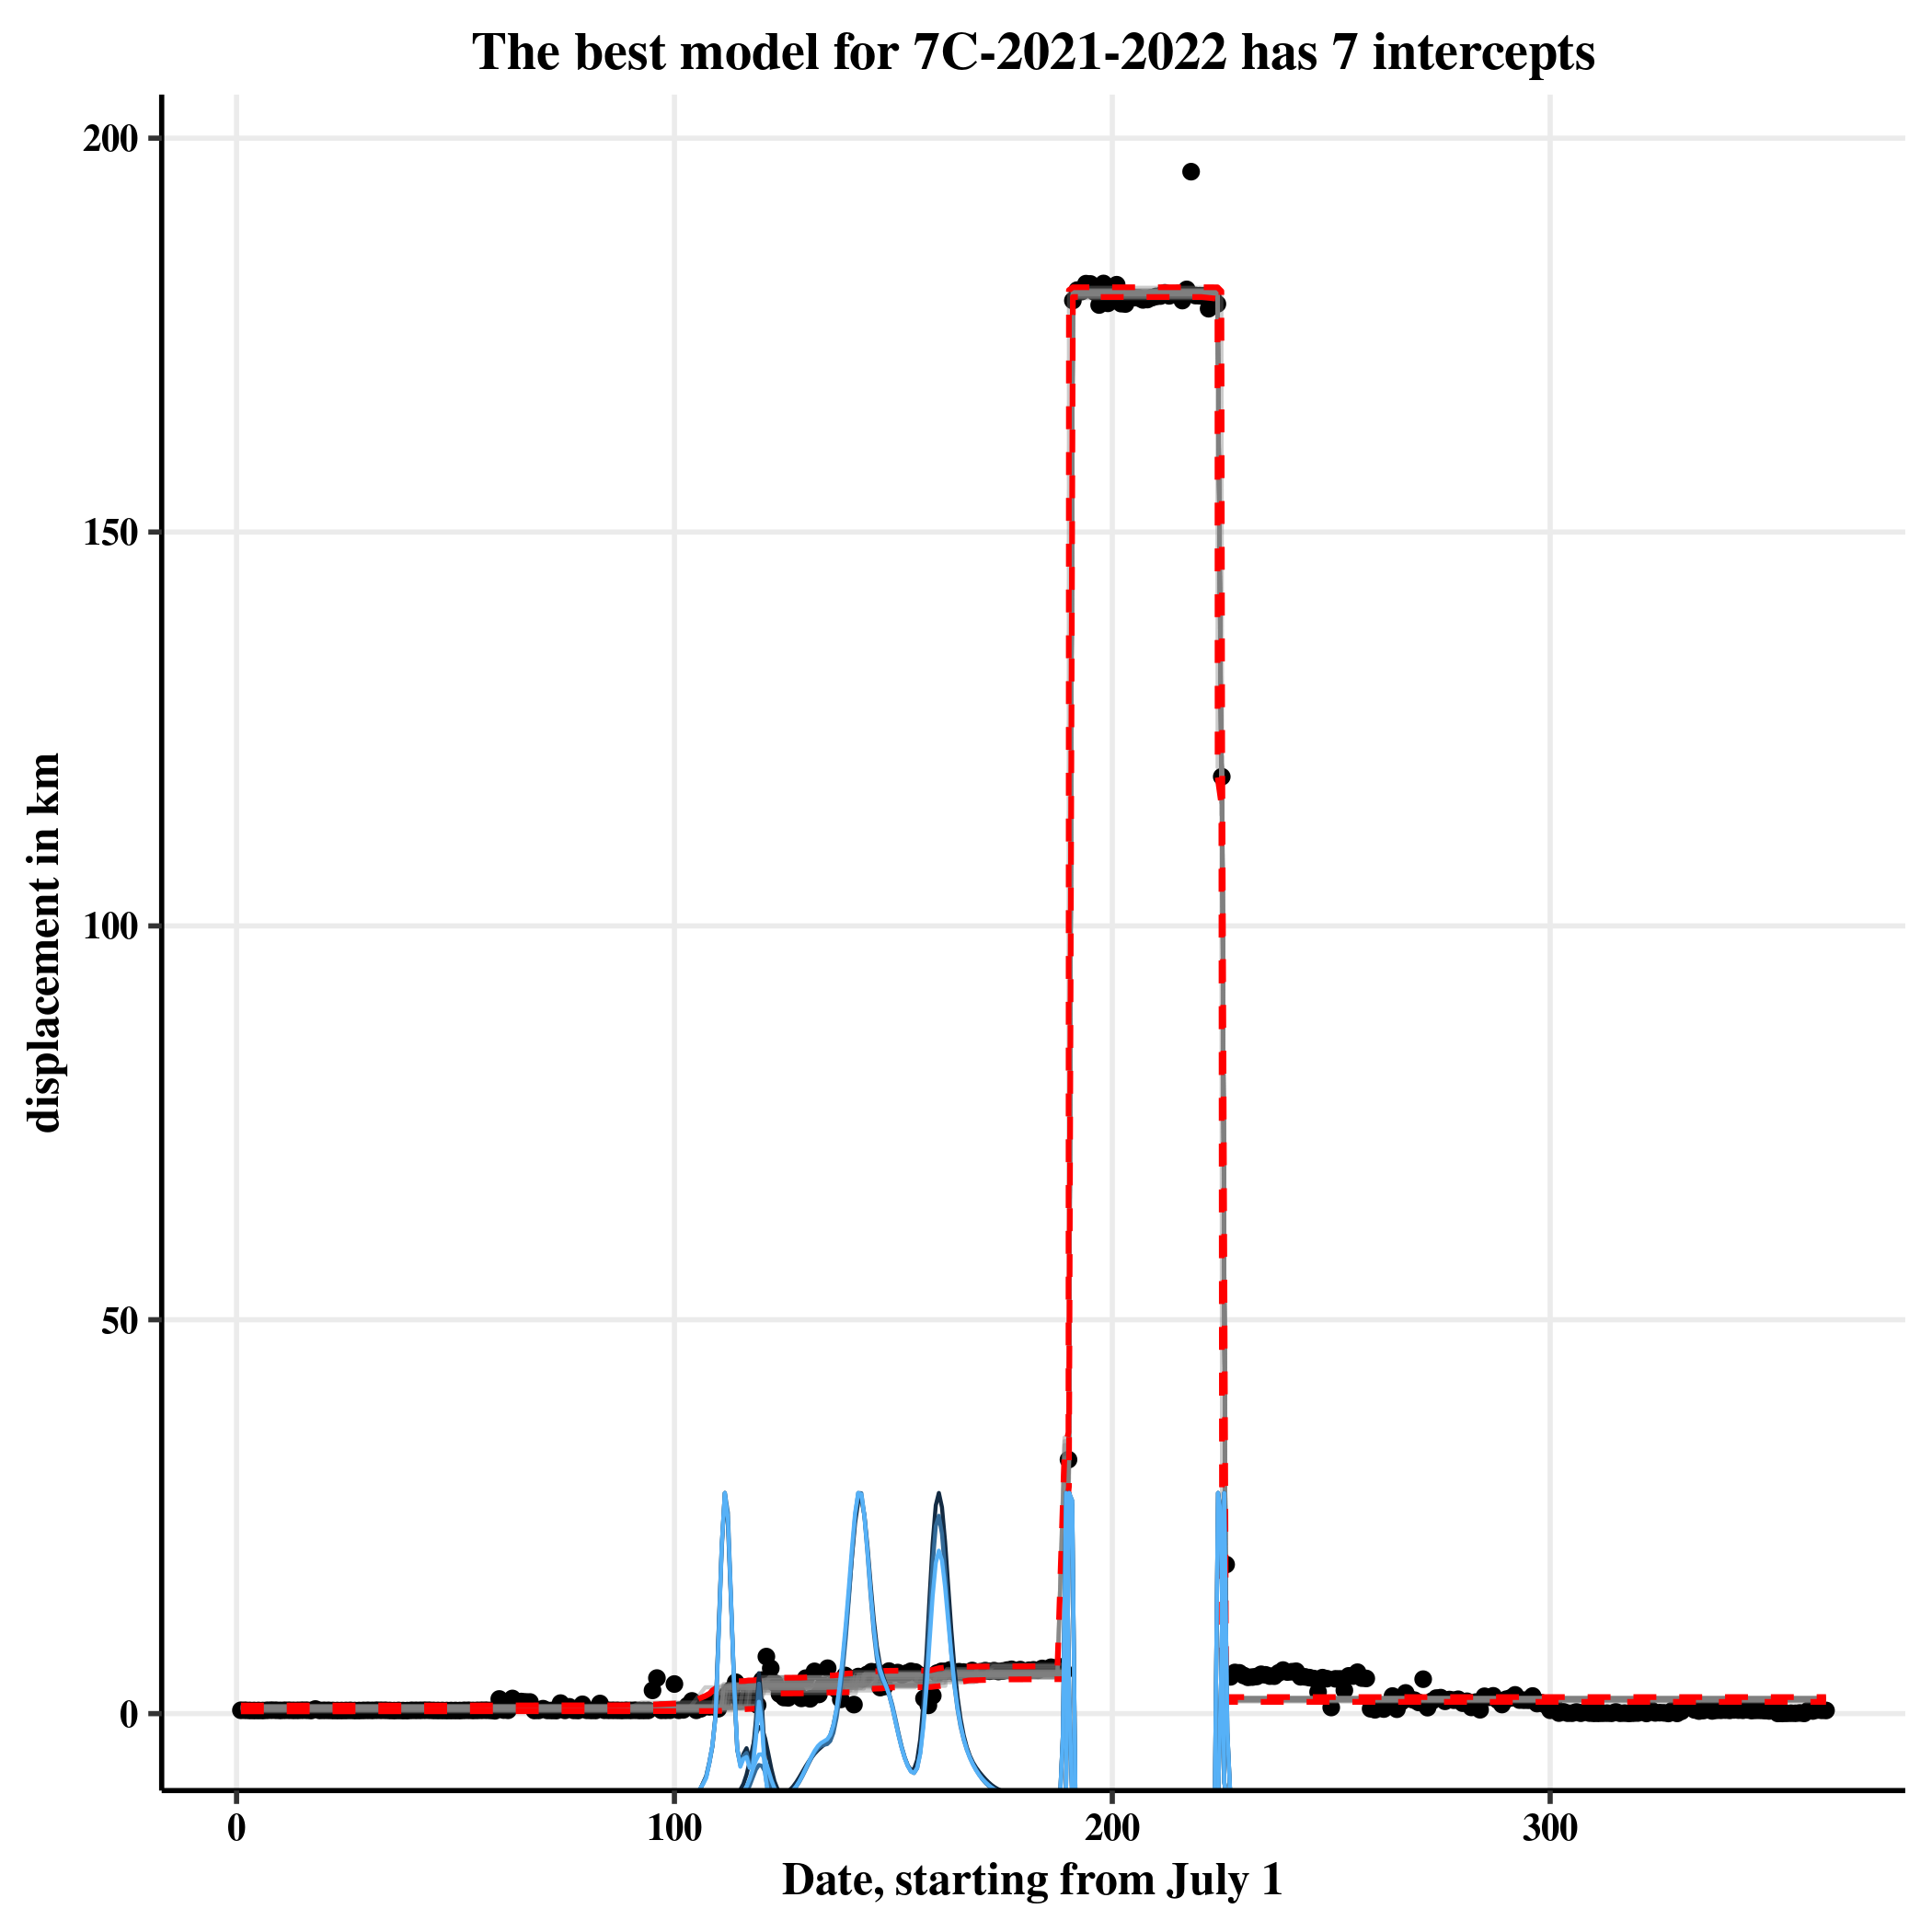 The best model for 7C-2021-2022 has 7 intercepts
200
150
100
50
0
displacement in km
0 100 200 300
Date, starting from July 1